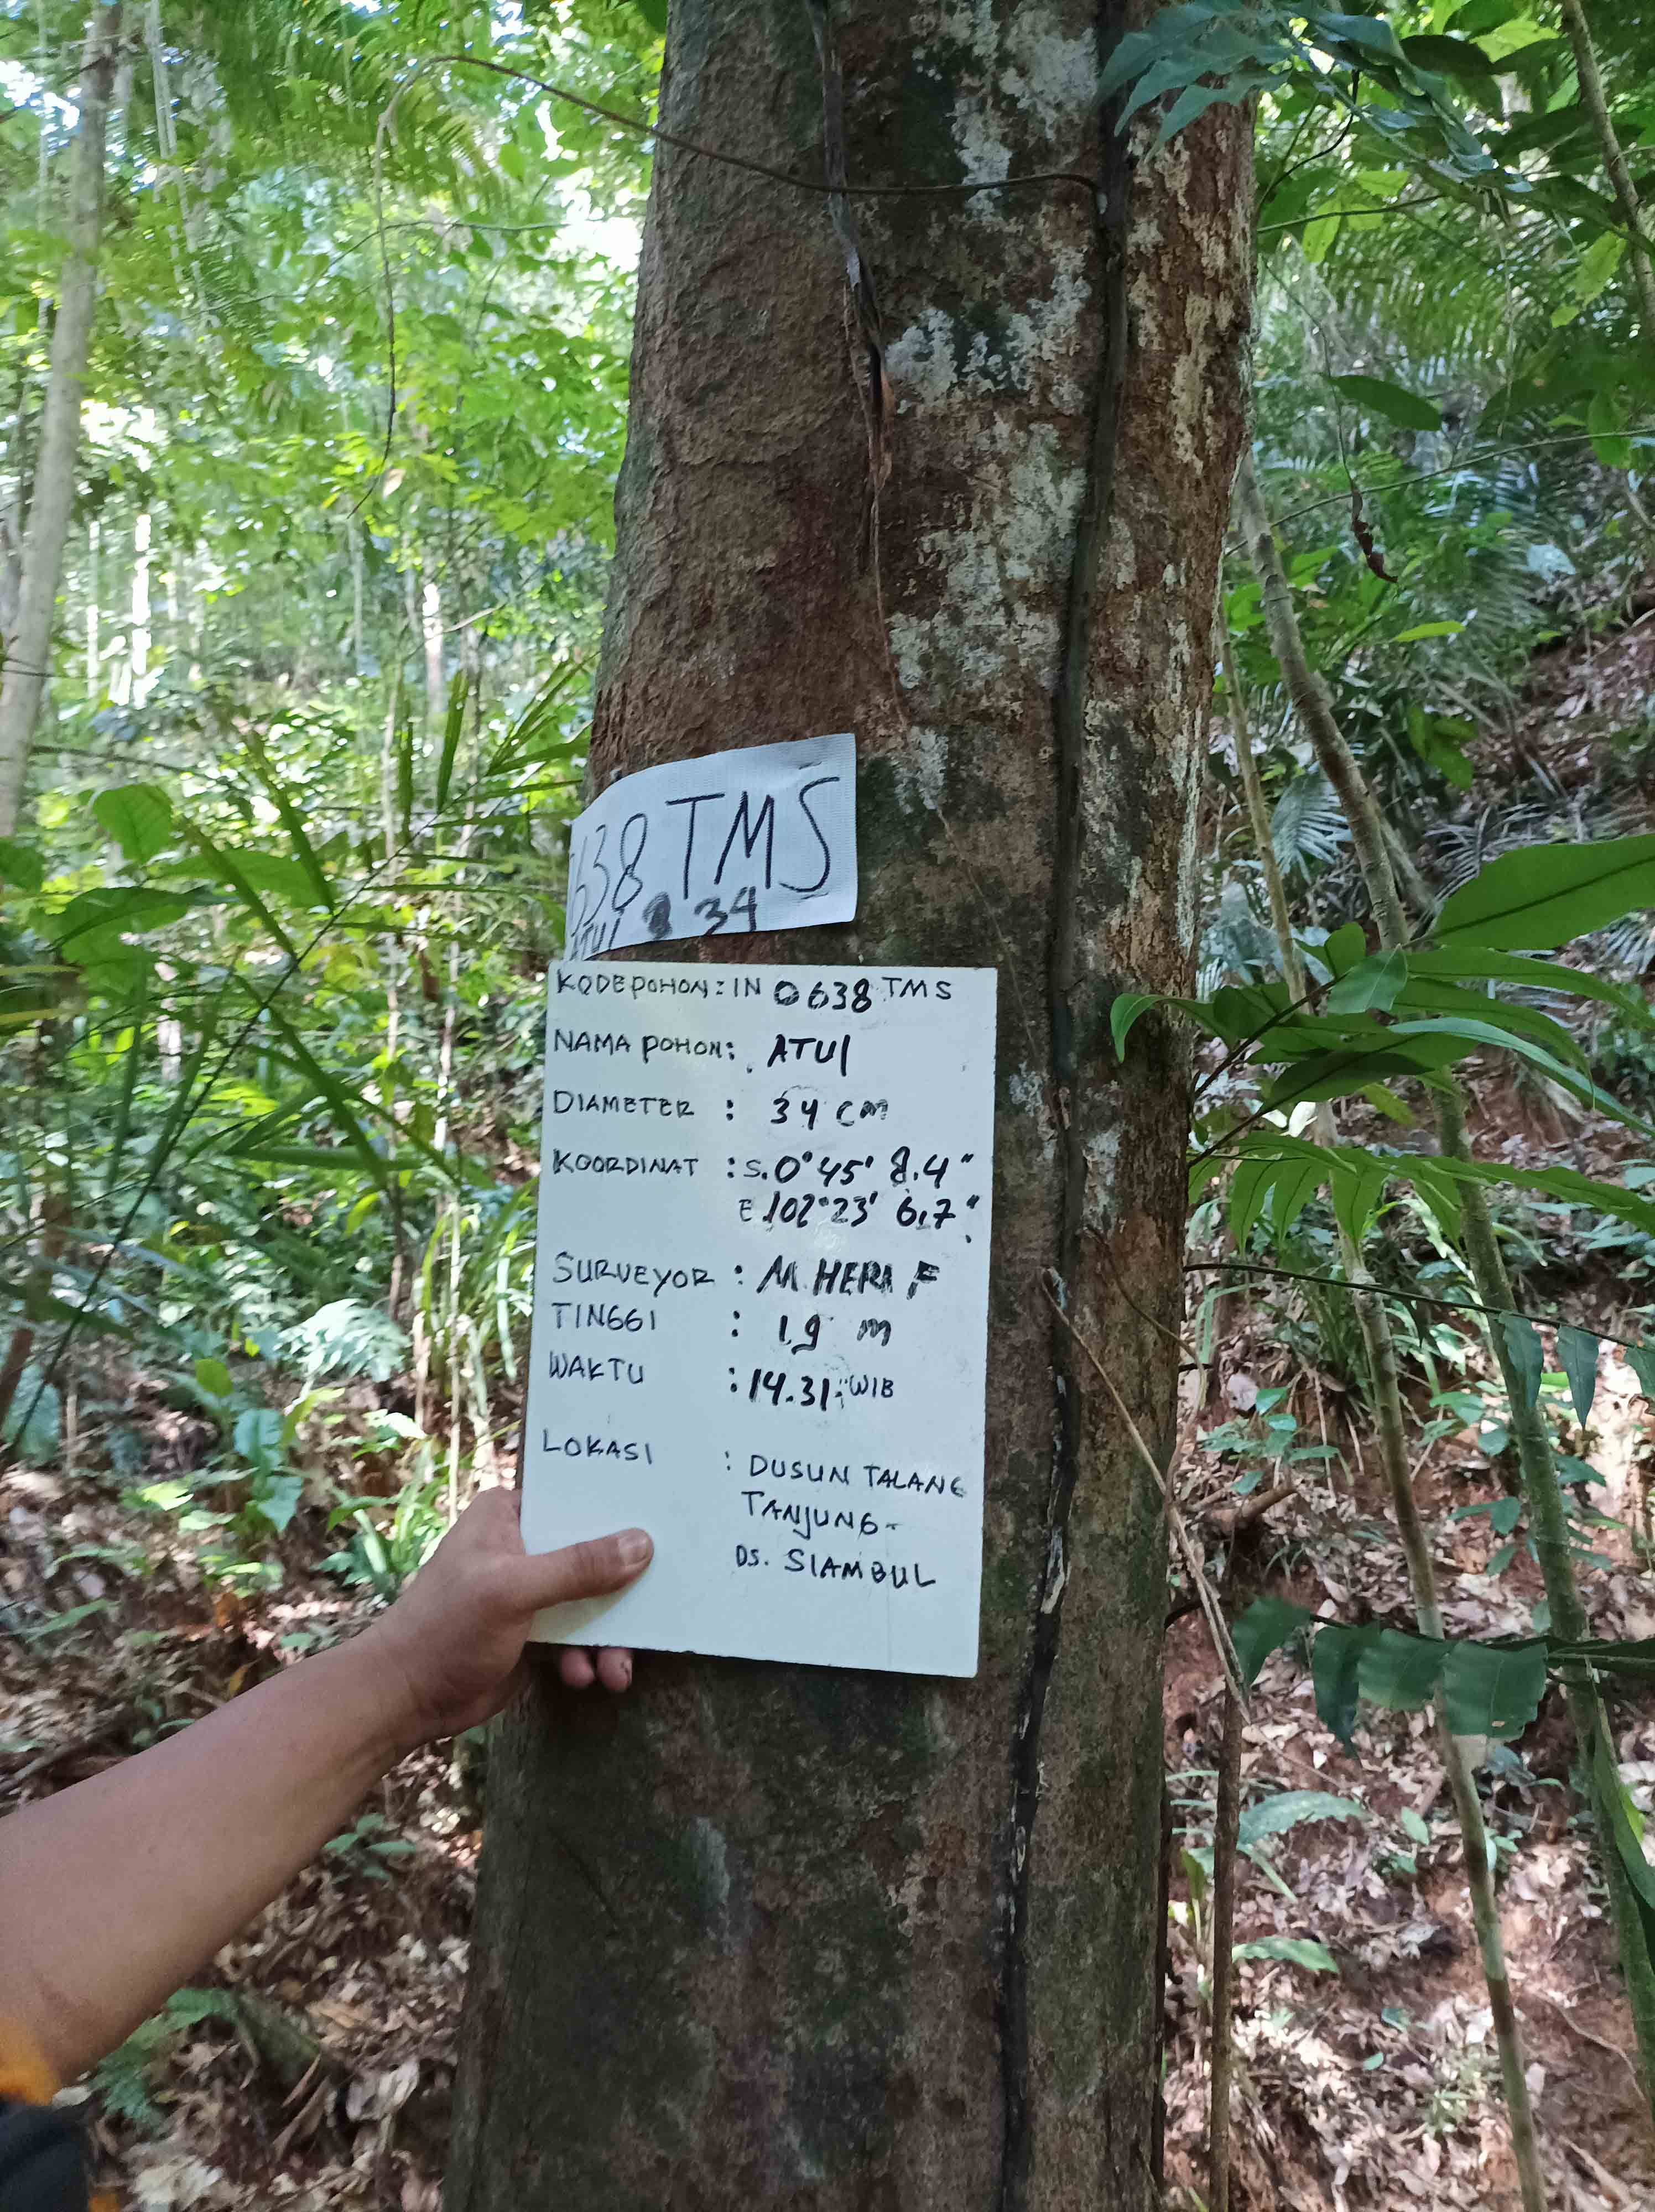 638 TMS
ATUI 34
KODE POHON : IN 0638 TMS
NAMA POHON : ATUI
DIAMETER : 34 cm
KOORDINAT : S. 0° 45' 8.4"
E 102° 23' 6,7"
SURVEYOR : M. HERI F
TINGGI : 19 m
WAKTU : 14.31 WIB
LOKASI : DUSUN TALANG
TANJUNG-
DS. SIAMBUL